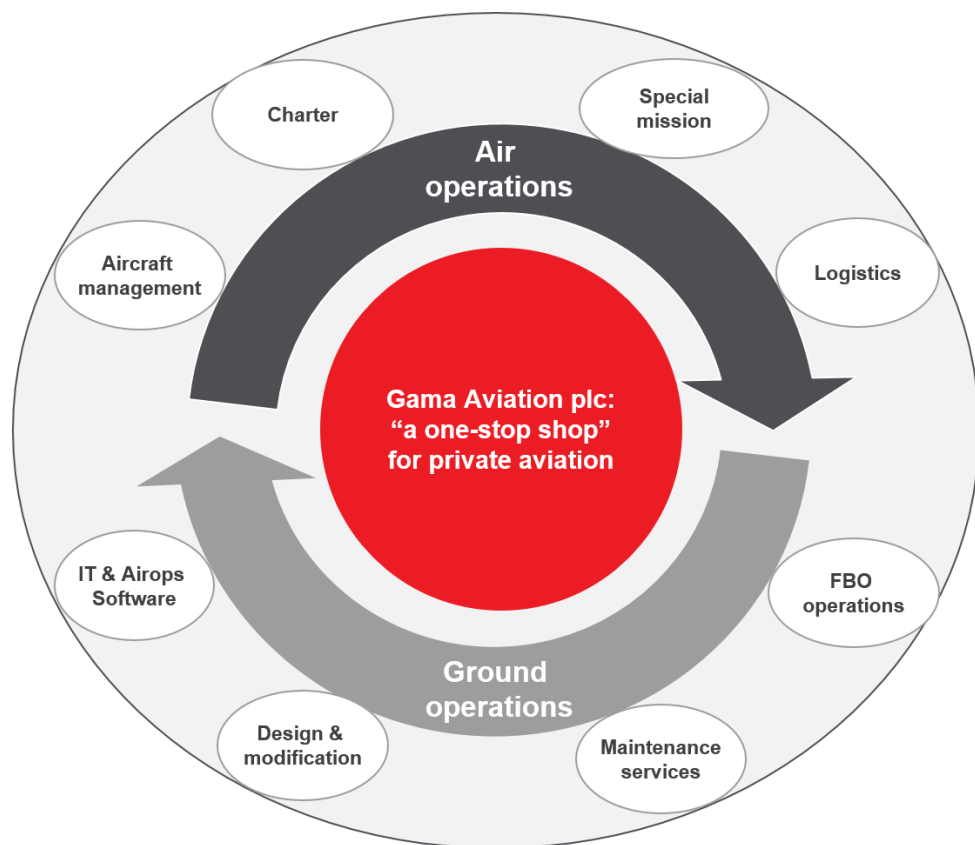 Charter
Special
mission
Air
operations
Aircraft
management
Logistics
Gama Aviation plc:
“a one-stop shop”
for private aviation
IT & Airops
Software
FBO
operations
Ground
operations
Design &
modification
Maintenance
services